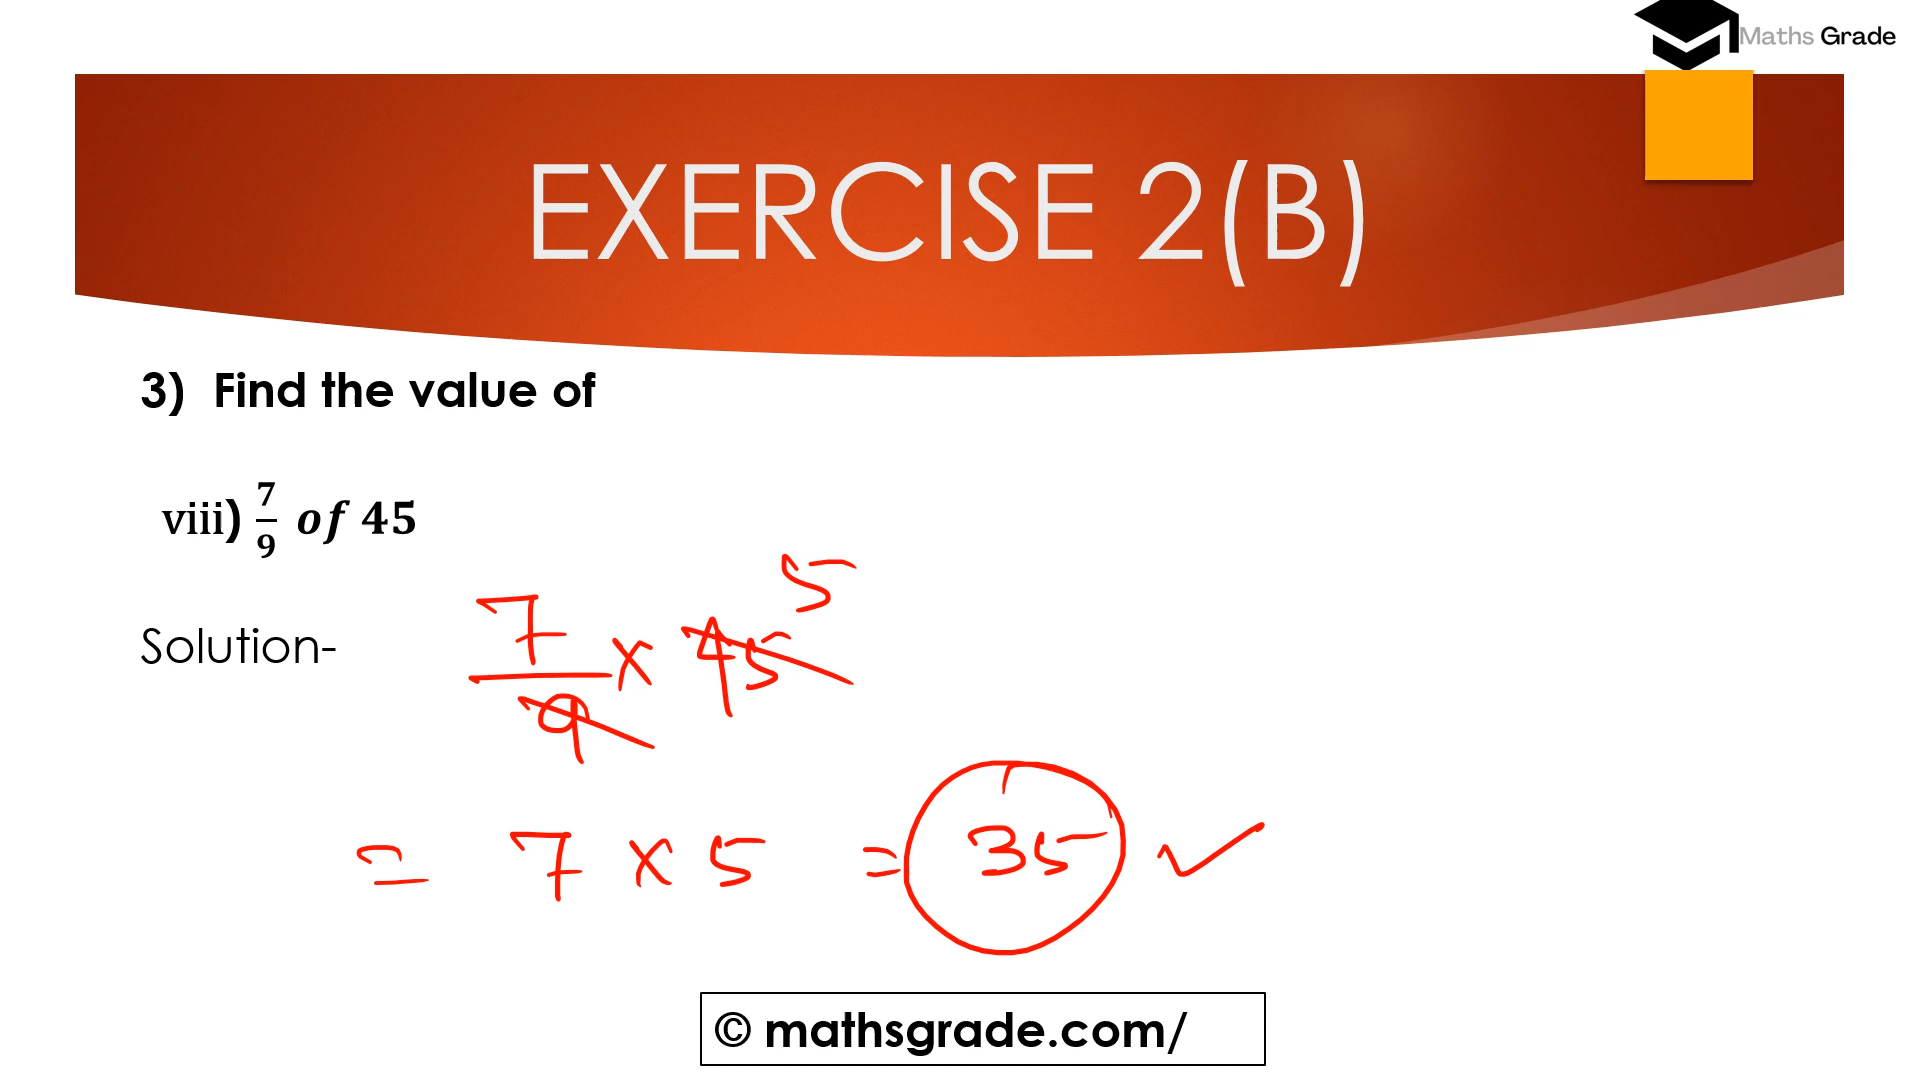 Maths Grade
EXERCISE 2(B)
3) Find the value of
viii) 7/9 of 45
5
Solution- 7/9 x 45
= 7 x 5 = 35 ✓
© mathsgrade.com/